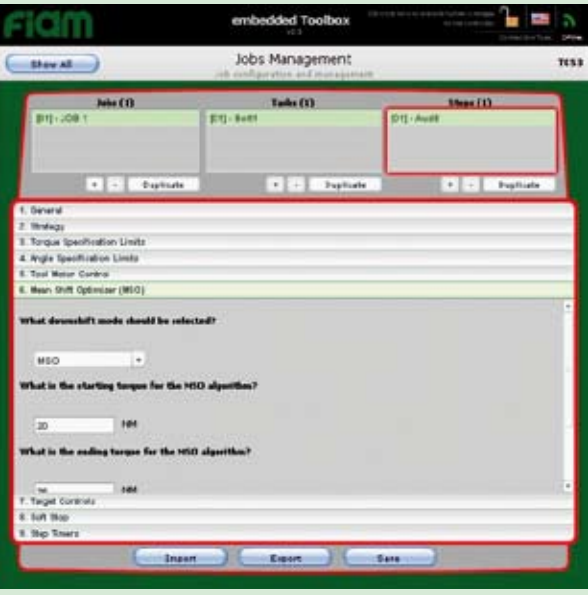 FIAM
embedded Toolbox
v2.3
Offline
Show All
Jobs Management
job configuration and management
TCS3
Jobs (1)
Tasks (1)
Steps (1)
[01] - JOB 1
[01] - Bolt1
[01] - Audit
+ - Duplicate
+ - Duplicate
+ - Duplicate
1. General
2. Strategy
3. Torque Specification Limits
4. Angle Specification Limits
5. Tool Motor Control
6. Mean Shift Optimizer (MSO)
What downshift mode should be selected?
MSO
What is the starting torque for the MSO algorithm?
20 NM
What is the ending torque for the MSO algorithm?
NM
7. Target Controls
8. Soft Stop
9. Step Timers
Import Export Save